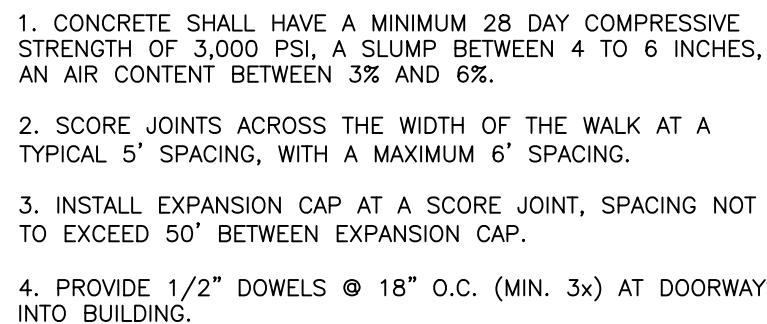 1. CONCRETE SHALL HAVE A MINIMUM 28 DAY COMPRESSIVE
STRENGTH OF 3,000 PSI, A SLUMP BETWEEN 4 TO 6 INCHES,
AN AIR CONTENT BETWEEN 3% AND 6%.
2. SCORE JOINTS ACROSS THE WIDTH OF THE WALK AT A
TYPICAL 5' SPACING, WITH A MAXIMUM 6' SPACING.
3. INSTALL EXPANSION CAP AT A SCORE JOINT, SPACING NOT
TO EXCEED 50' BETWEEN EXPANSION CAP.
4. PROVIDE 1/2" DOWELS @ 18" O.C. (MIN. 3x) AT DOORWAY
INTO BUILDING.